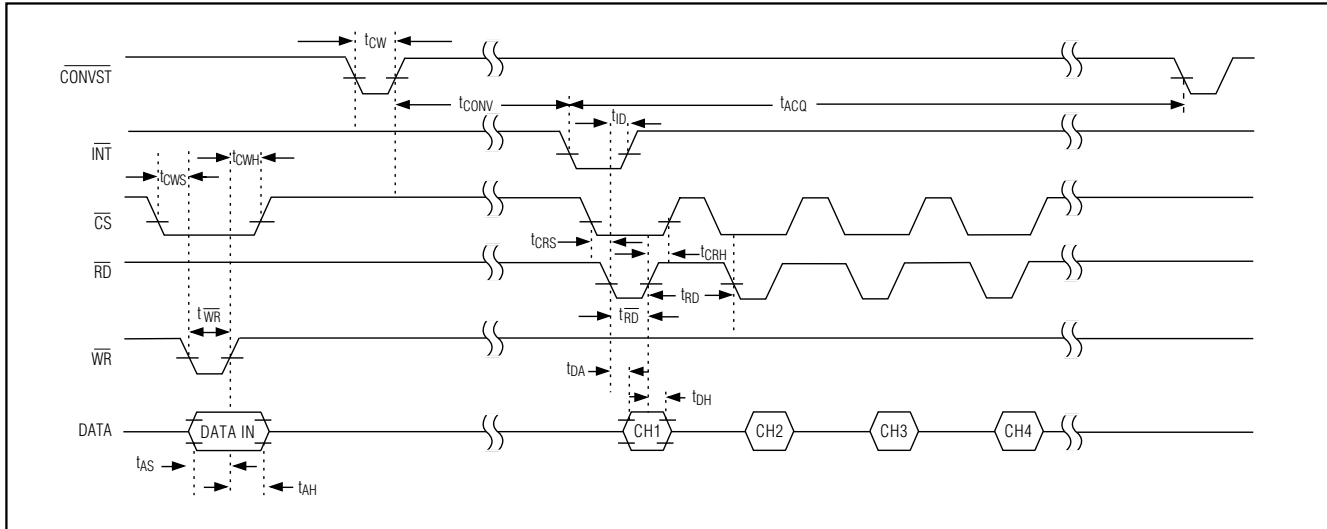 tCW
CONVST
tCONV
tACQ
tID
INT
tCWH
tCWS
CS
tCRS
tCRH
RD
tRD
tRD
tWR
WR
tDA
tDH
DATA
DATA IN
CH1
CH2
CH3
CH4
tAS
tAH